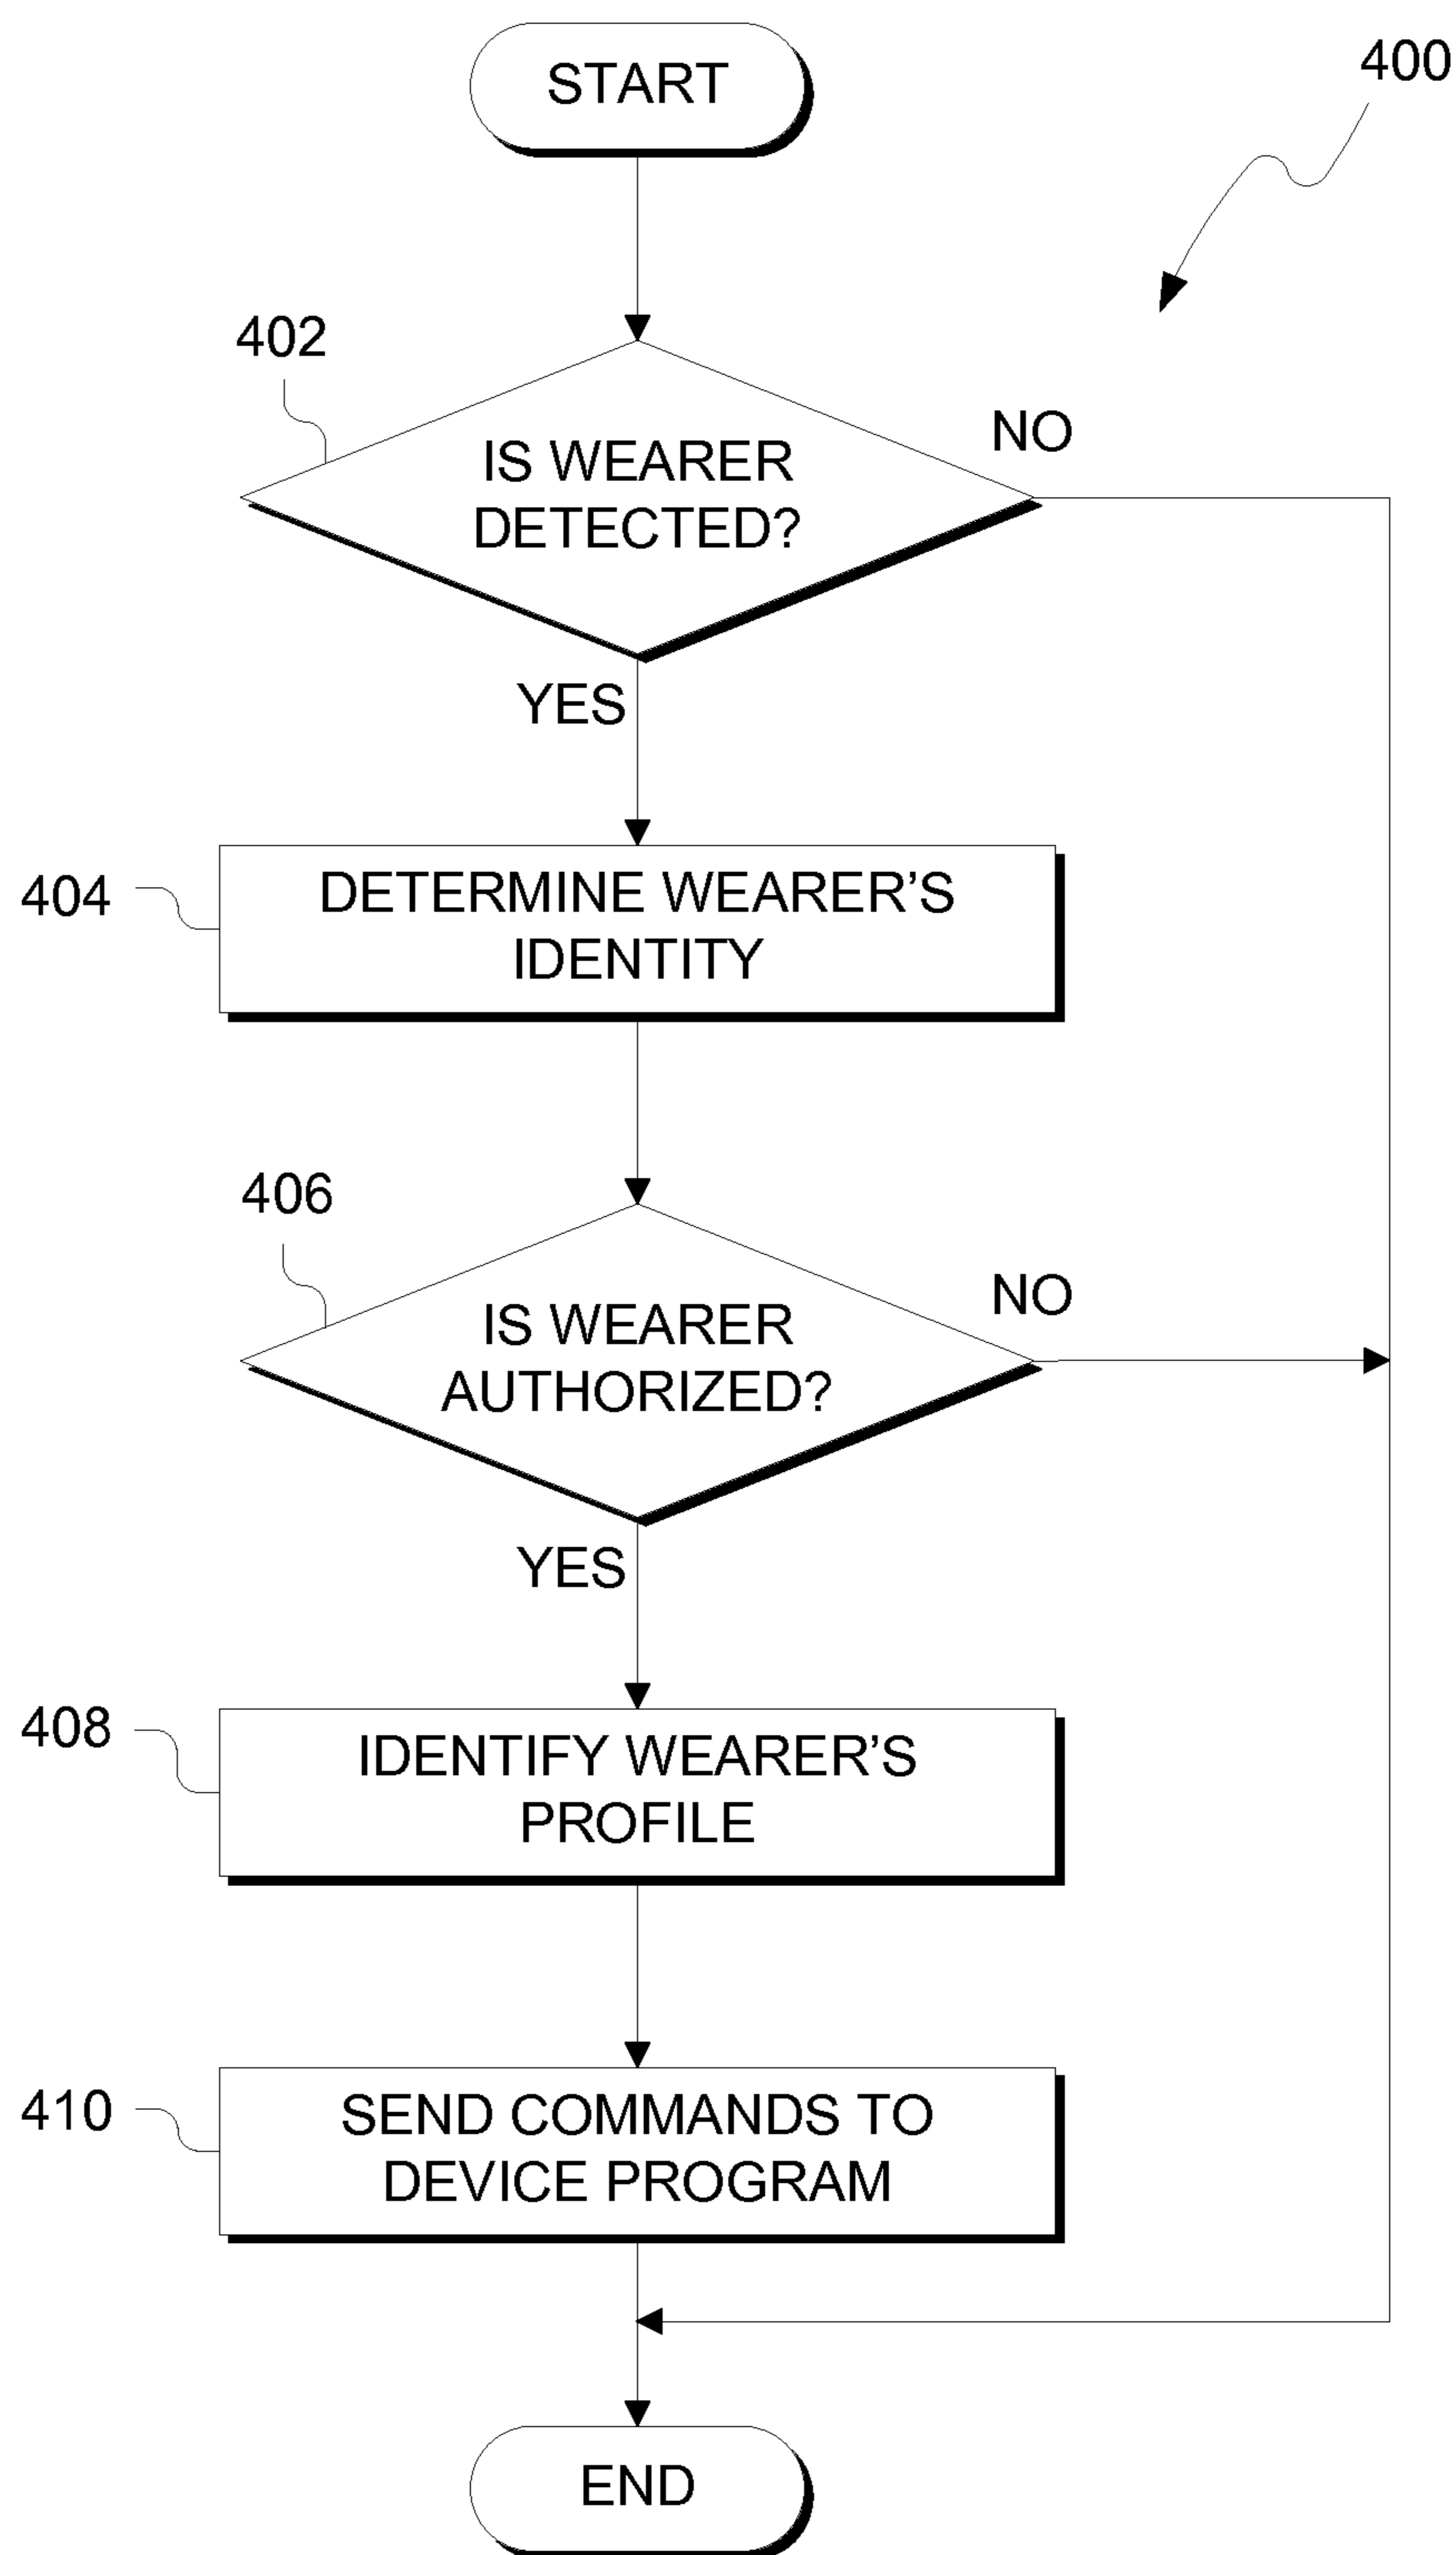 START
400
402
IS WEARER
DETECTED?
NO
YES
404
DETERMINE WEARER’S
IDENTITY
406
IS WEARER
AUTHORIZED?
NO
YES
408
IDENTIFY WEARER’S
PROFILE
410
SEND COMMANDS TO
DEVICE PROGRAM
END